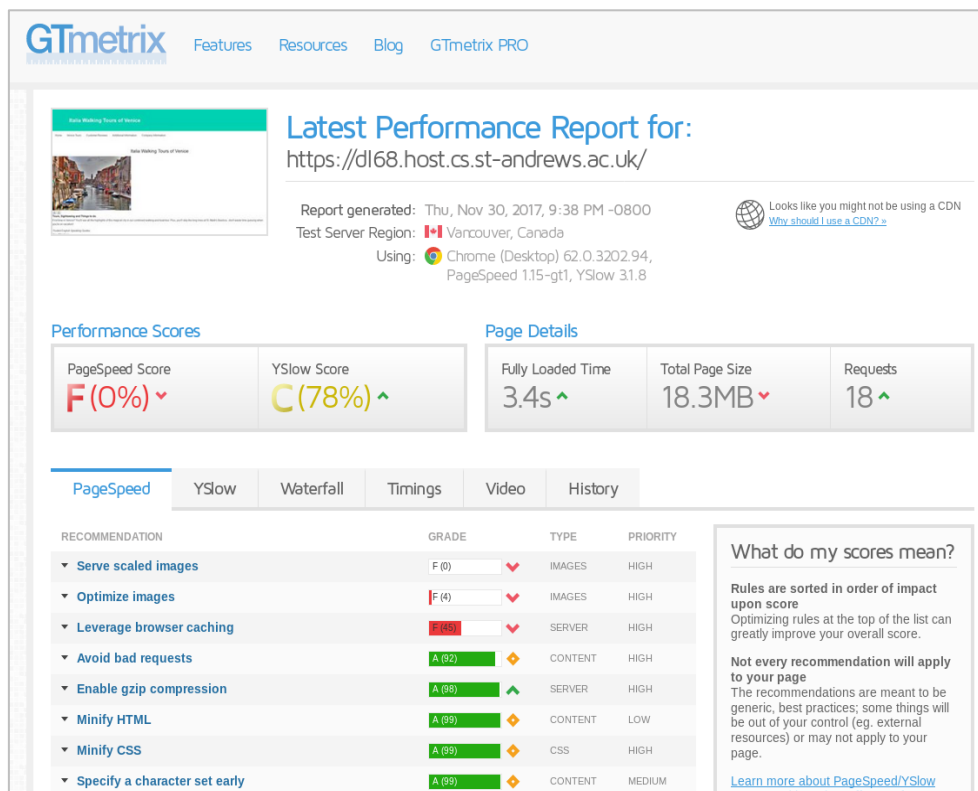 GTmetrix
Features Resources Blog GTmetrix PRO
Italia Walking Tours of Venice
Italia Walking Tours of Venice
Latest Performance Report for:
https://dl68.host.cs.st-andrews.ac.uk/
Report generated: Thu, Nov 30, 2017, 9:38 PM -0800
Test Server Region: Vancouver, Canada
Using: Chrome (Desktop) 62.0.3202.94,
PageSpeed 1.15-gt1, YSlow 3.1.8
Looks like you might not be using a CDN
Why should I use a CDN? »
Performance Scores
PageSpeed Score YSlow Score
F (0%) C (78%)
Page Details
Fully Loaded Time Total Page Size Requests
3.4s 18.3MB 18
PageSpeed YSlow Waterfall Timings Video History
RECOMMENDATION GRADE TYPE PRIORITY
Serve scaled images F (0) IMAGES HIGH
Optimize images F (4) IMAGES HIGH
Leverage browser caching F (45) SERVER HIGH
Avoid bad requests A (92) CONTENT HIGH
Enable gzip compression A (98) SERVER HIGH
Minify HTML A (99) CONTENT LOW
Minify CSS A (99) CSS HIGH
Specify a character set early A (99) CONTENT MEDIUM
What do my scores mean?
Rules are sorted in order of impact
upon score
Optimizing rules at the top of the list can
greatly improve your overall score.
Not every recommendation will apply
to your page
The recommendations are meant to be
generic, best practices; some things will
be out of your control (eg. external
resources) or may not apply to your
page.
Learn more about PageSpeed/YSlow